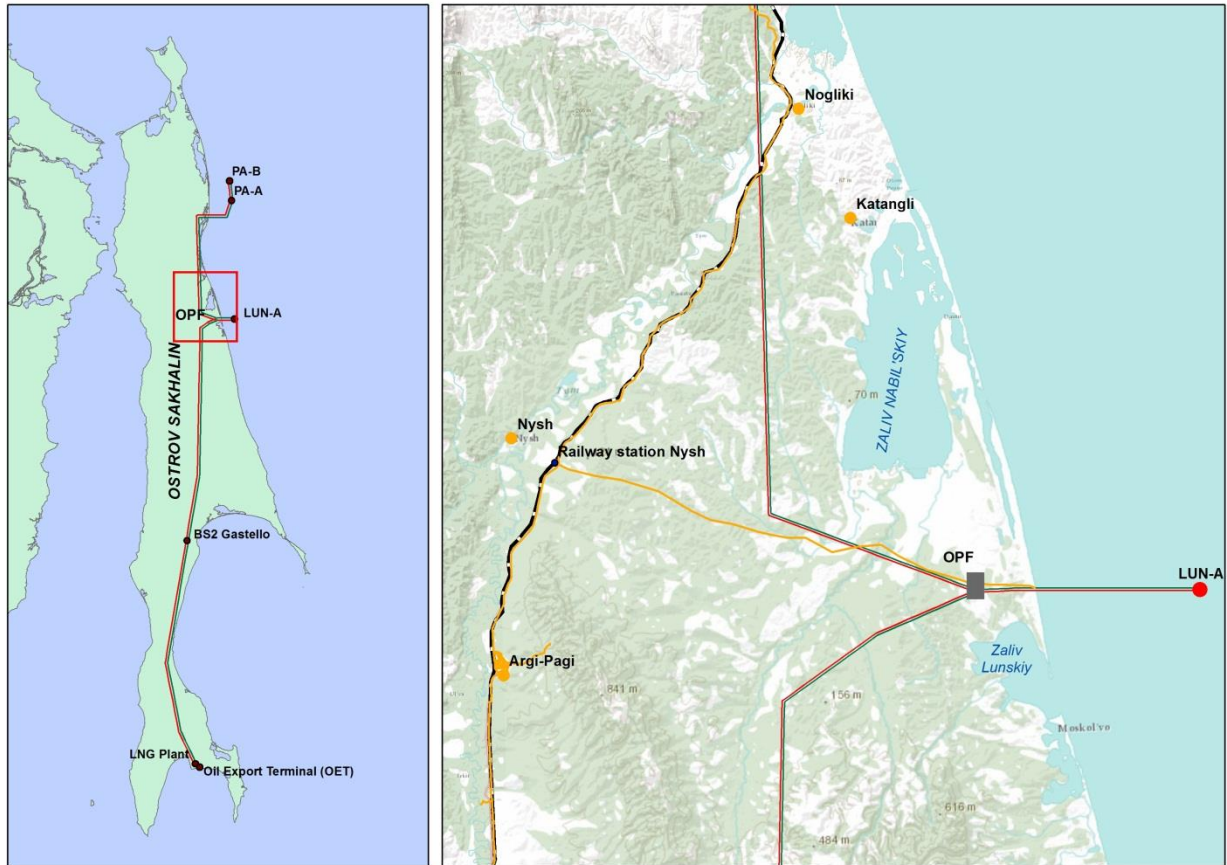 PA-B
PA-A
OPF
LUN-A
OSTROV SAKHALIN
BS2 Gastello
LNG Plant
Oil Export Terminal (OET)
Nogliki
Katangli
ZALIV NABIL'SKIY
70 m
Nysh
Nysh
Railway station Nysh
OPF
LUN-A
Argi-Pagi
Zaliv
Lunskiy
841 m
156 m
Moskal'vo
616 m
484 m